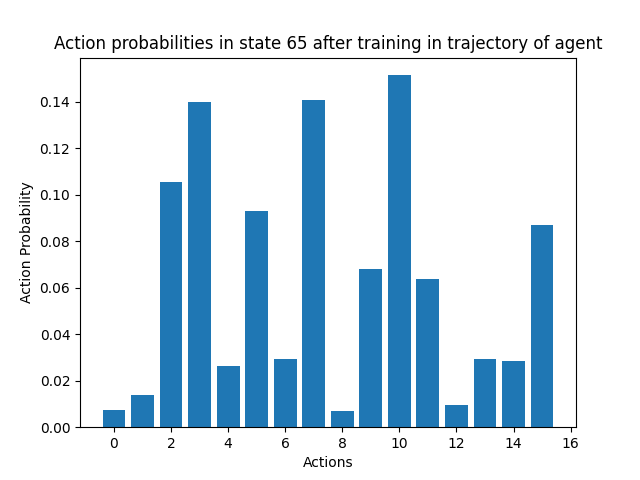 Action probabilities in state 65 after training in trajectory of agent
0.14
0.12
0.10
0.08
0.06
0.04
0.02
0.00
Action Probability
0 2 4 6 8 10 12 14 16
Actions